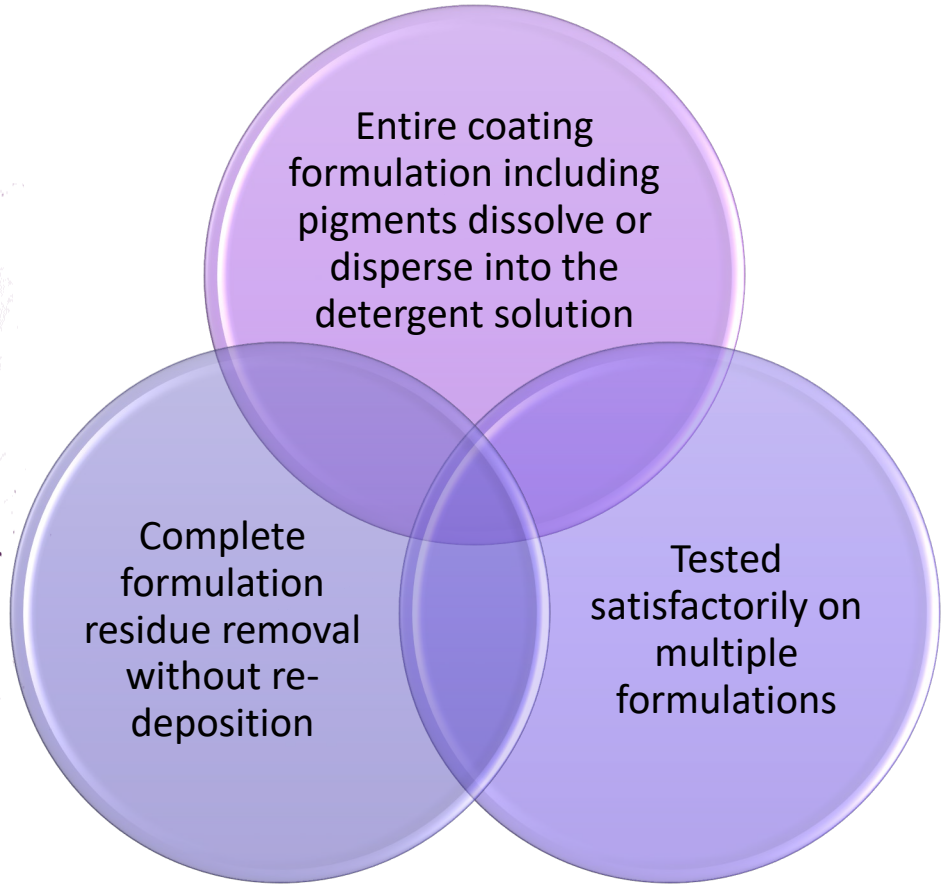 Entire coating
formulation including
pigments dissolve or
disperse into the
detergent solution
Complete
formulation
residue removal
without re-
deposition
Tested
satisfactorily on
multiple
formulations